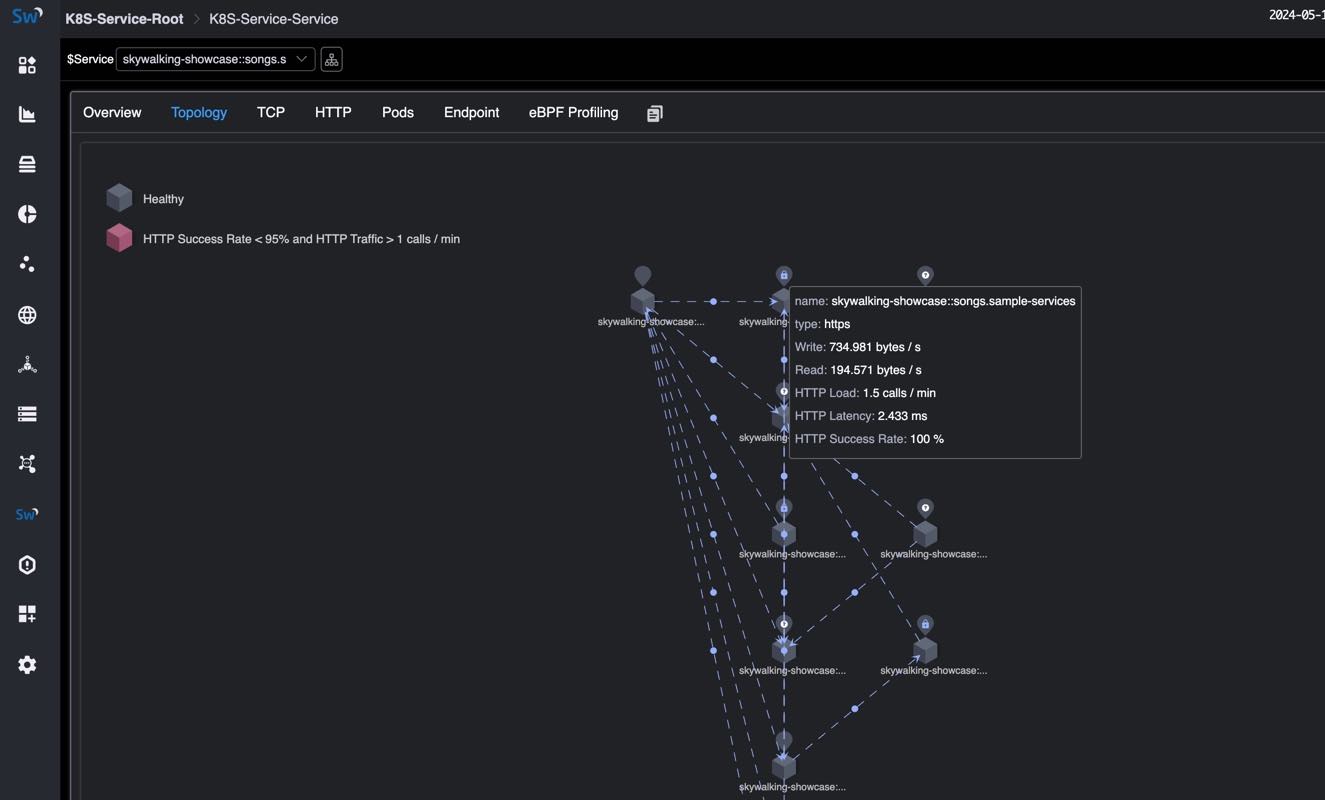 Sw
K8S-Service-Root > K8S-Service-Service
2024-05-1
$Service skywalking-showcase::songs.s
Overview Topology TCP HTTP Pods Endpoint eBPF Profiling
Healthy
HTTP Success Rate < 95% and HTTP Traffic > 1 calls / min
name: skywalking-showcase::songs.sample-services
skywalking-showcase:...
skywalking-
type: https
Write: 734.981 bytes / s
Read: 194.571 bytes / s
HTTP Load: 1.5 calls / min
HTTP Latency: 2.433 ms
skywalking-
HTTP Success Rate: 100 %
Sw
skywalking-showcase:...
skywalking-showcase:...
skywalking-showcase:...
skywalking-showcase:...
skywalking-showcase:...